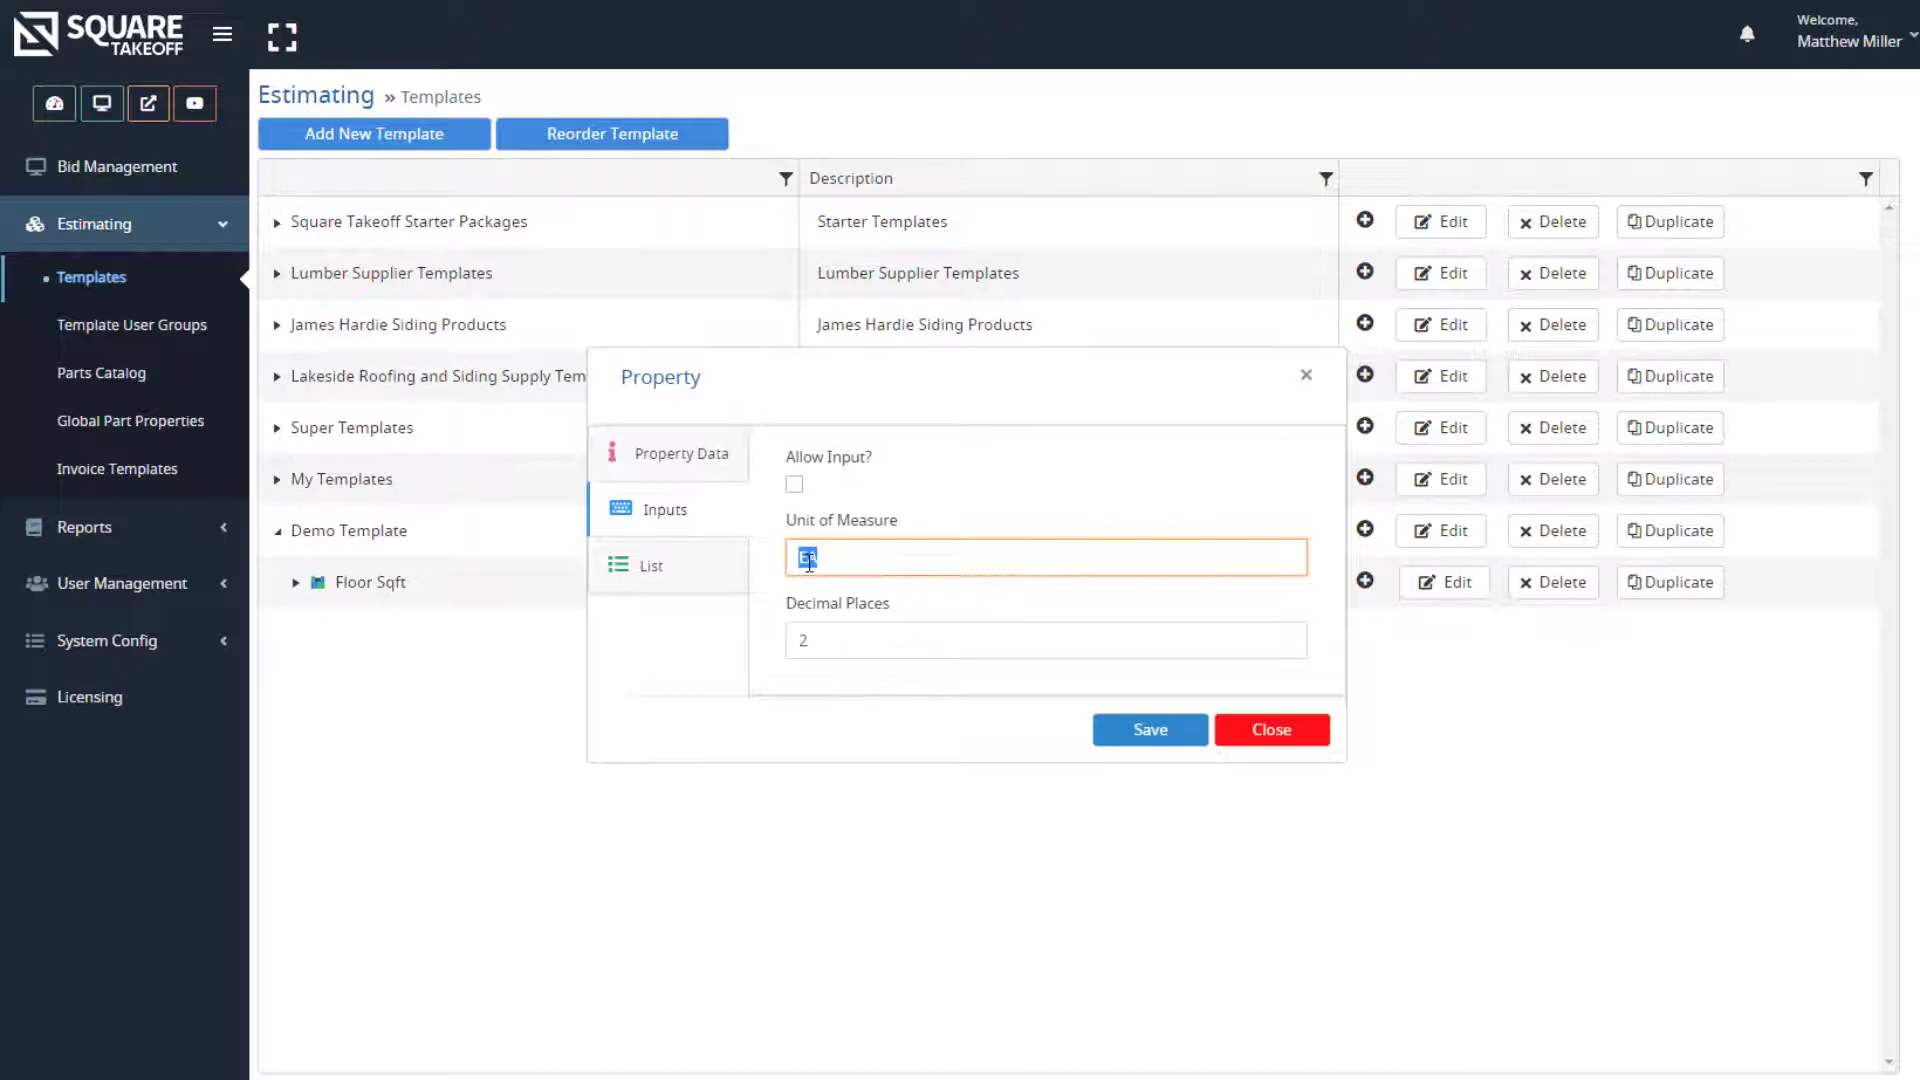 SQUARE
TAKEOFF
Welcome,
Matthew Miller
Estimating » Templates
Add New Template
Reorder Template
Bid Management
Estimating
Templates
Template User Groups
Parts Catalog
Global Part Properties
Invoice Templates
Reports
User Management
System Config
Licensing
Description
Square Takeoff Starter Packages Starter Templates Edit Delete Duplicate
Lumber Supplier Templates Lumber Supplier Templates Edit Delete Duplicate
James Hardie Siding Products James Hardie Siding Products Edit Delete Duplicate
Lakeside Roofing and Siding Supply Tem Edit Delete Duplicate
Super Templates Edit Delete Duplicate
My Templates Edit Delete Duplicate
Demo Template Edit Delete Duplicate
Floor Sqft Edit Delete Duplicate
Property
Property Data
Inputs
List
Allow Input?
Unit of Measure
Decimal Places
2
Save
Close